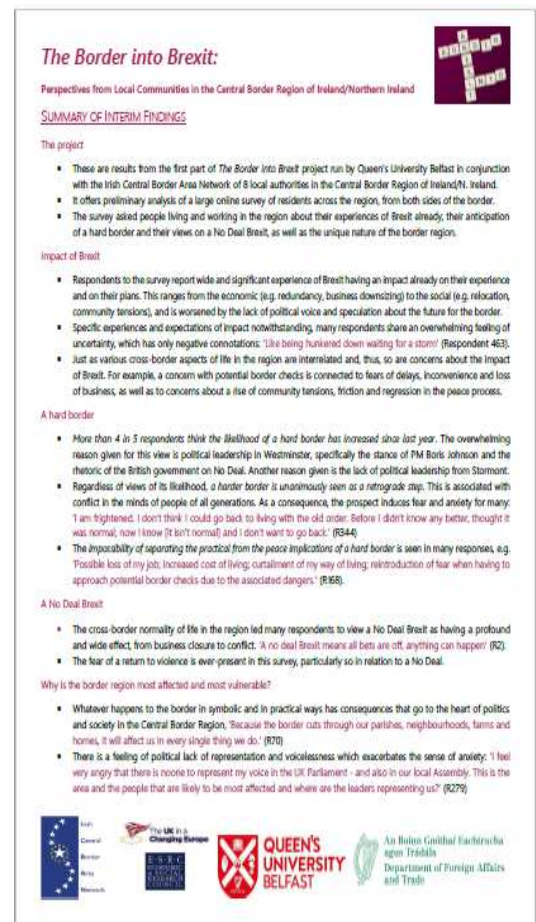 The Border into Brexit:
Perspectives from Local Communities in the Central Border Region of Ireland/Northern Ireland
SUMMARY OF INTERIM FINDINGS
The project
▪ These are results from the first part of The Border into Brexit project run by Queen's University Belfast in conjunction
with the Irish Central Border Area Network of 8 local authorities in the Central Border Region of Ireland/N. Ireland.
▪ It offers preliminary analysis of a large online survey of residents across the region, from both sides of the border.
▪ The survey asked people living and working in the region about their experiences of Brexit already, their anticipation
of a hard border and their views on a No Deal Brexit, as well as the unique nature of the border region.
Impact of Brexit
▪ Respondents to the survey report wide and significant experience of Brexit having an impact already on their experience
and on their plans. This ranges from the economic (e.g. redundancy, business downsizing) to the social (e.g. relocation,
community tensions), and is worsened by the lack of political voice and speculation about the future for the border.
▪ Specific experiences and expectations of impact notwithstanding, many respondents share an overwhelming feeling of
uncertainty, which has only negative connotations: 'Like being hunkered down waiting for a storm' (Respondent 463).
▪ Just as various cross-border aspects of life in the region are interrelated and, thus, so are concerns about the impact
of Brexit. For example, a concern with potential border checks is connected to fears of delays, inconvenience and loss
of business, as well as to concerns about a rise of community tensions, friction and regression in the peace process.
A hard border
▪ More than 4 in 5 respondents think the likelihood of a hard border has increased since last year. The overwhelming
reason given for this view is political leadership in Westminster, specifically the stance of PM Boris Johnson and the
rhetoric of the British government on No Deal. Another reason given is the lack of political leadership from Stormont.
▪ Regardless of views of its likelihood, a harder border is unanimously seen as a retrograde step. This is associated with
conflict in the minds of people of all generations. As a consequence, the prospect induces fear and anxiety for many:
'I am frightened. I don't think I could go back to living with the old order. Before I didn't know any better, thought it
was normal; now I know [it isn't normal] and I don't want to go back.' (R344)
▪ The impossibility of separating the practical from the peace implications of a hard border is seen in many responses, e.g.
'Possible loss of my job; increased cost of living; curtailment of my way of living; reintroduction of fear when having to
approach potential border checks due to the associated dangers.' (R168).
A No Deal Brexit
▪ The cross-border normality of life in the region led many respondents to view a No Deal Brexit as having a profound
and wide effect, from business closure to conflict. 'A no deal Brexit means all bets are off, anything can happen' (R2).
▪ The fear of a return to violence is ever-present in this survey, particularly so in relation to a No Deal.
Why is the border region most affected and most vulnerable?
▪ Whatever happens to the border in symbolic and in practical ways has consequences that go to the heart of politics
and society in the Central Border Region, 'Because the border cuts through our parishes, neighbourhoods, farms and
homes, it will affect us in every single thing we do.' (R70)
▪ There is a feeling of political lack of representation and voicelessness which exacerbates the sense of anxiety: 'I feel
very angry that there is noone to represent my voice in the UK Parliament - and also in our local Assembly. This is the
area and the people that are likely to be most affected and where are the leaders representing us?' (R279)
Irish
Central
Border
Area
Network
The UK in a
Changing Europe
E·S·R·C
ECONOMIC
& SOCIAL
RESEARCH
COUNCIL
QUEEN'S
UNIVERSITY
BELFAST
An Roinn Gnóthaí Eachtracha
agus Trádála
Department of Foreign Affairs
and Trade